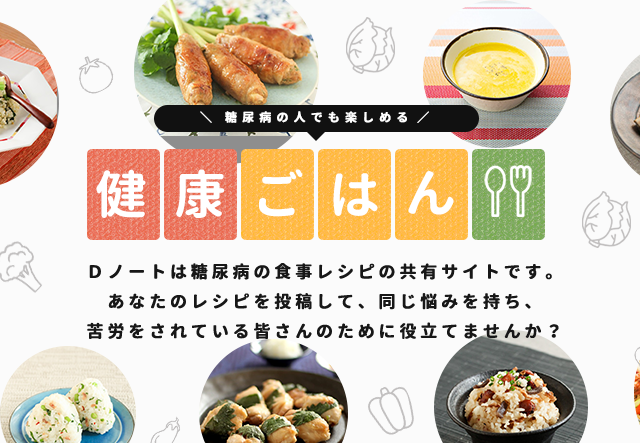 ＼ 糖尿病の人でも楽しめる ／
健康ごはん
Dノートは糖尿病の食事レシピの共有サイトです。
あなたのレシピを投稿して、同じ悩みを持ち、
苦労をされている皆さんのために役立てませんか？